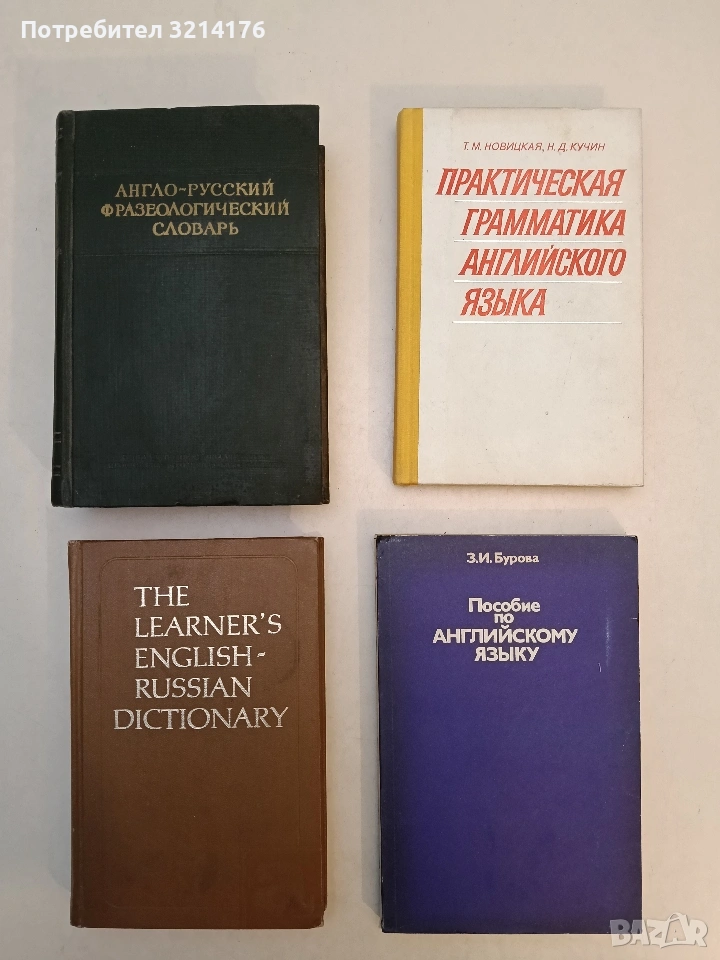 Потребител 3214176
АНГЛО-РУССКИЙ
ФРАЗЕОЛОГИЧЕСКИЙ
СЛОВАРЬ
Т. М. НОВИЦКАЯ, Н. Д. КУЧИН
ПРАКТИЧЕСКАЯ
ГРАММАТИКА
АНГЛИЙСКОГО
ЯЗЫКА
THE
LEARNER'S
ENGLISH-
RUSSIAN
DICTIONARY
З.И. Бурова
Пособие
по
АНГЛИЙСКОМУ
ЯЗЫКУ
BAZAR